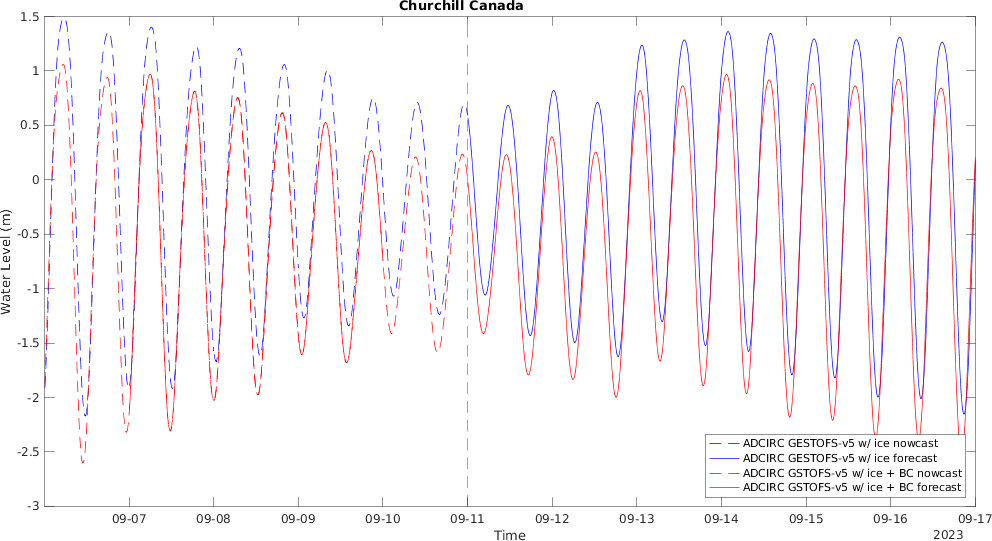 Churchill Canada
1.5
1
0.5
0
-0.5
-1
-1.5
-2
-2.5
-3
Water Level (m)
ADCIRC GESTOFS-v5 w/ ice nowcast
ADCIRC GESTOFS-v5 w/ ice forecast
ADCIRC GSTOFS-v5 w/ ice + BC nowcast
ADCIRC GSTOFS-v5 w/ ice + BC forecast
09-07 09-08 09-09 09-10 09-11 09-12 09-13 09-14 09-15 09-16 09-17
Time
2023